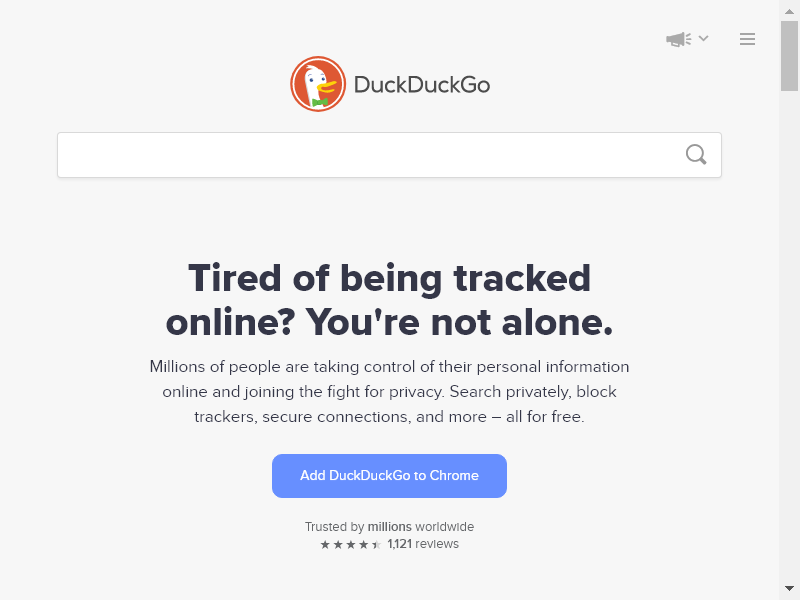 DuckDuckGo
Tired of being tracked
online? You're not alone.
Millions of people are taking control of their personal information
online and joining the fight for privacy. Search privately, block
trackers, secure connections, and more – all for free.
Add DuckDuckGo to Chrome
Trusted by millions worldwide
1,121 reviews